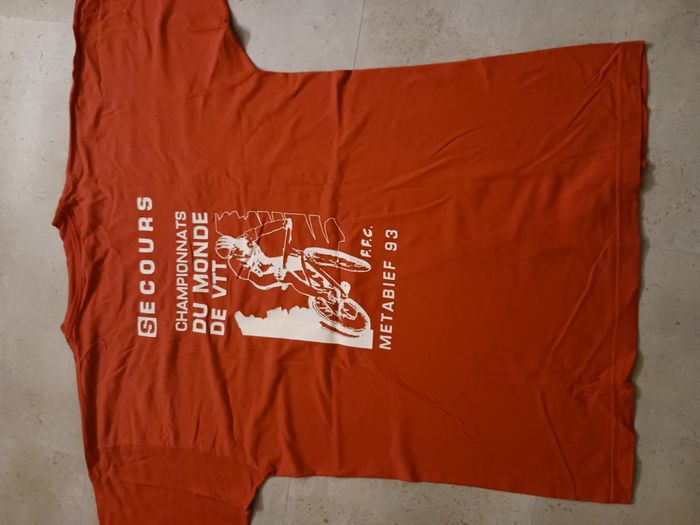 SECOURS
CHAMPIONNATS
DU MONDE
DE VTT
F.F.C.
METABIEF 93